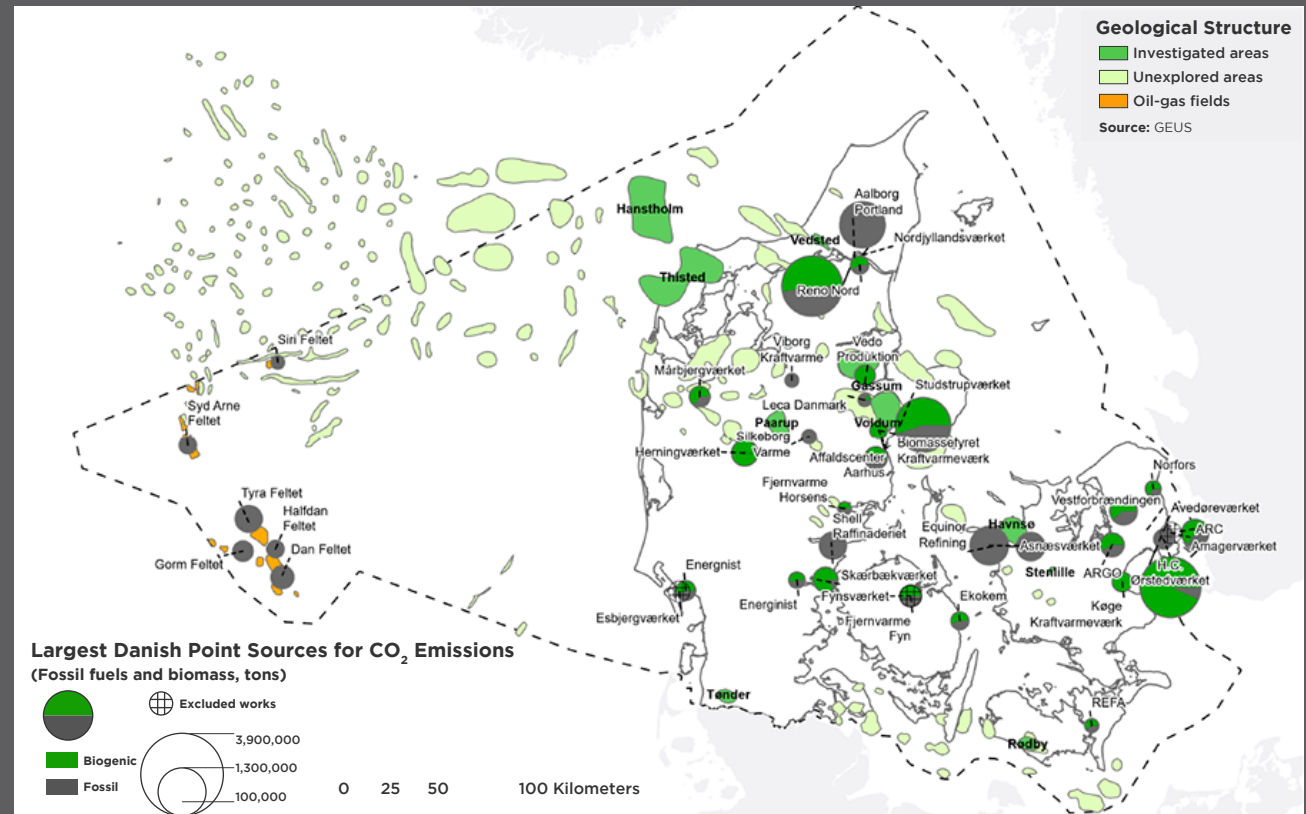 Geological Structure
Investigated areas
Unexplored areas
Oil-gas fields
Source: GEUS
Hanstholm
Aalborg
Portland
Nordjyllandsværket
Vedsted
Thisted
Reno Nord
Siri Feltet
Viborg
Kraftvarme
Vedo
Produktion
Mårbjergværket
Gassum
Studstrupværket
Syd Arne
Feltet
Leca Danmark
Paarup
Voldum
Silkeborg
Varme
Herningværket
Biomassefyret
Kraftvarmeværk
Affaldscenter
Aarhus
Norfors
Fjernvarme
Horsens
Vestforbrændingen
Avedøreværket
Tyra Feltet
Halfdan
Feltet
Shell
Raffinaderiet
Equinor
Refining
Havnsø
ARC
Asnæsværket
Amagerværket
Dan Feltet
Gorm Feltet
Energnist
Skærbækværket
Stenlille
ARGO
H.C.
Ørstedværket
Esbjergværket
Energinist
Fynsværket
Ekokem
Køge
Kraftvarmeværk
Fjernvarme
Fyn
Tønder
REFA
Rødby
Largest Danish Point Sources for CO₂ Emissions
(Fossil fuels and biomass, tons)
Excluded works
Biogenic
Fossil
3,900,000
1,300,000
100,000
0 25 50 100 Kilometers